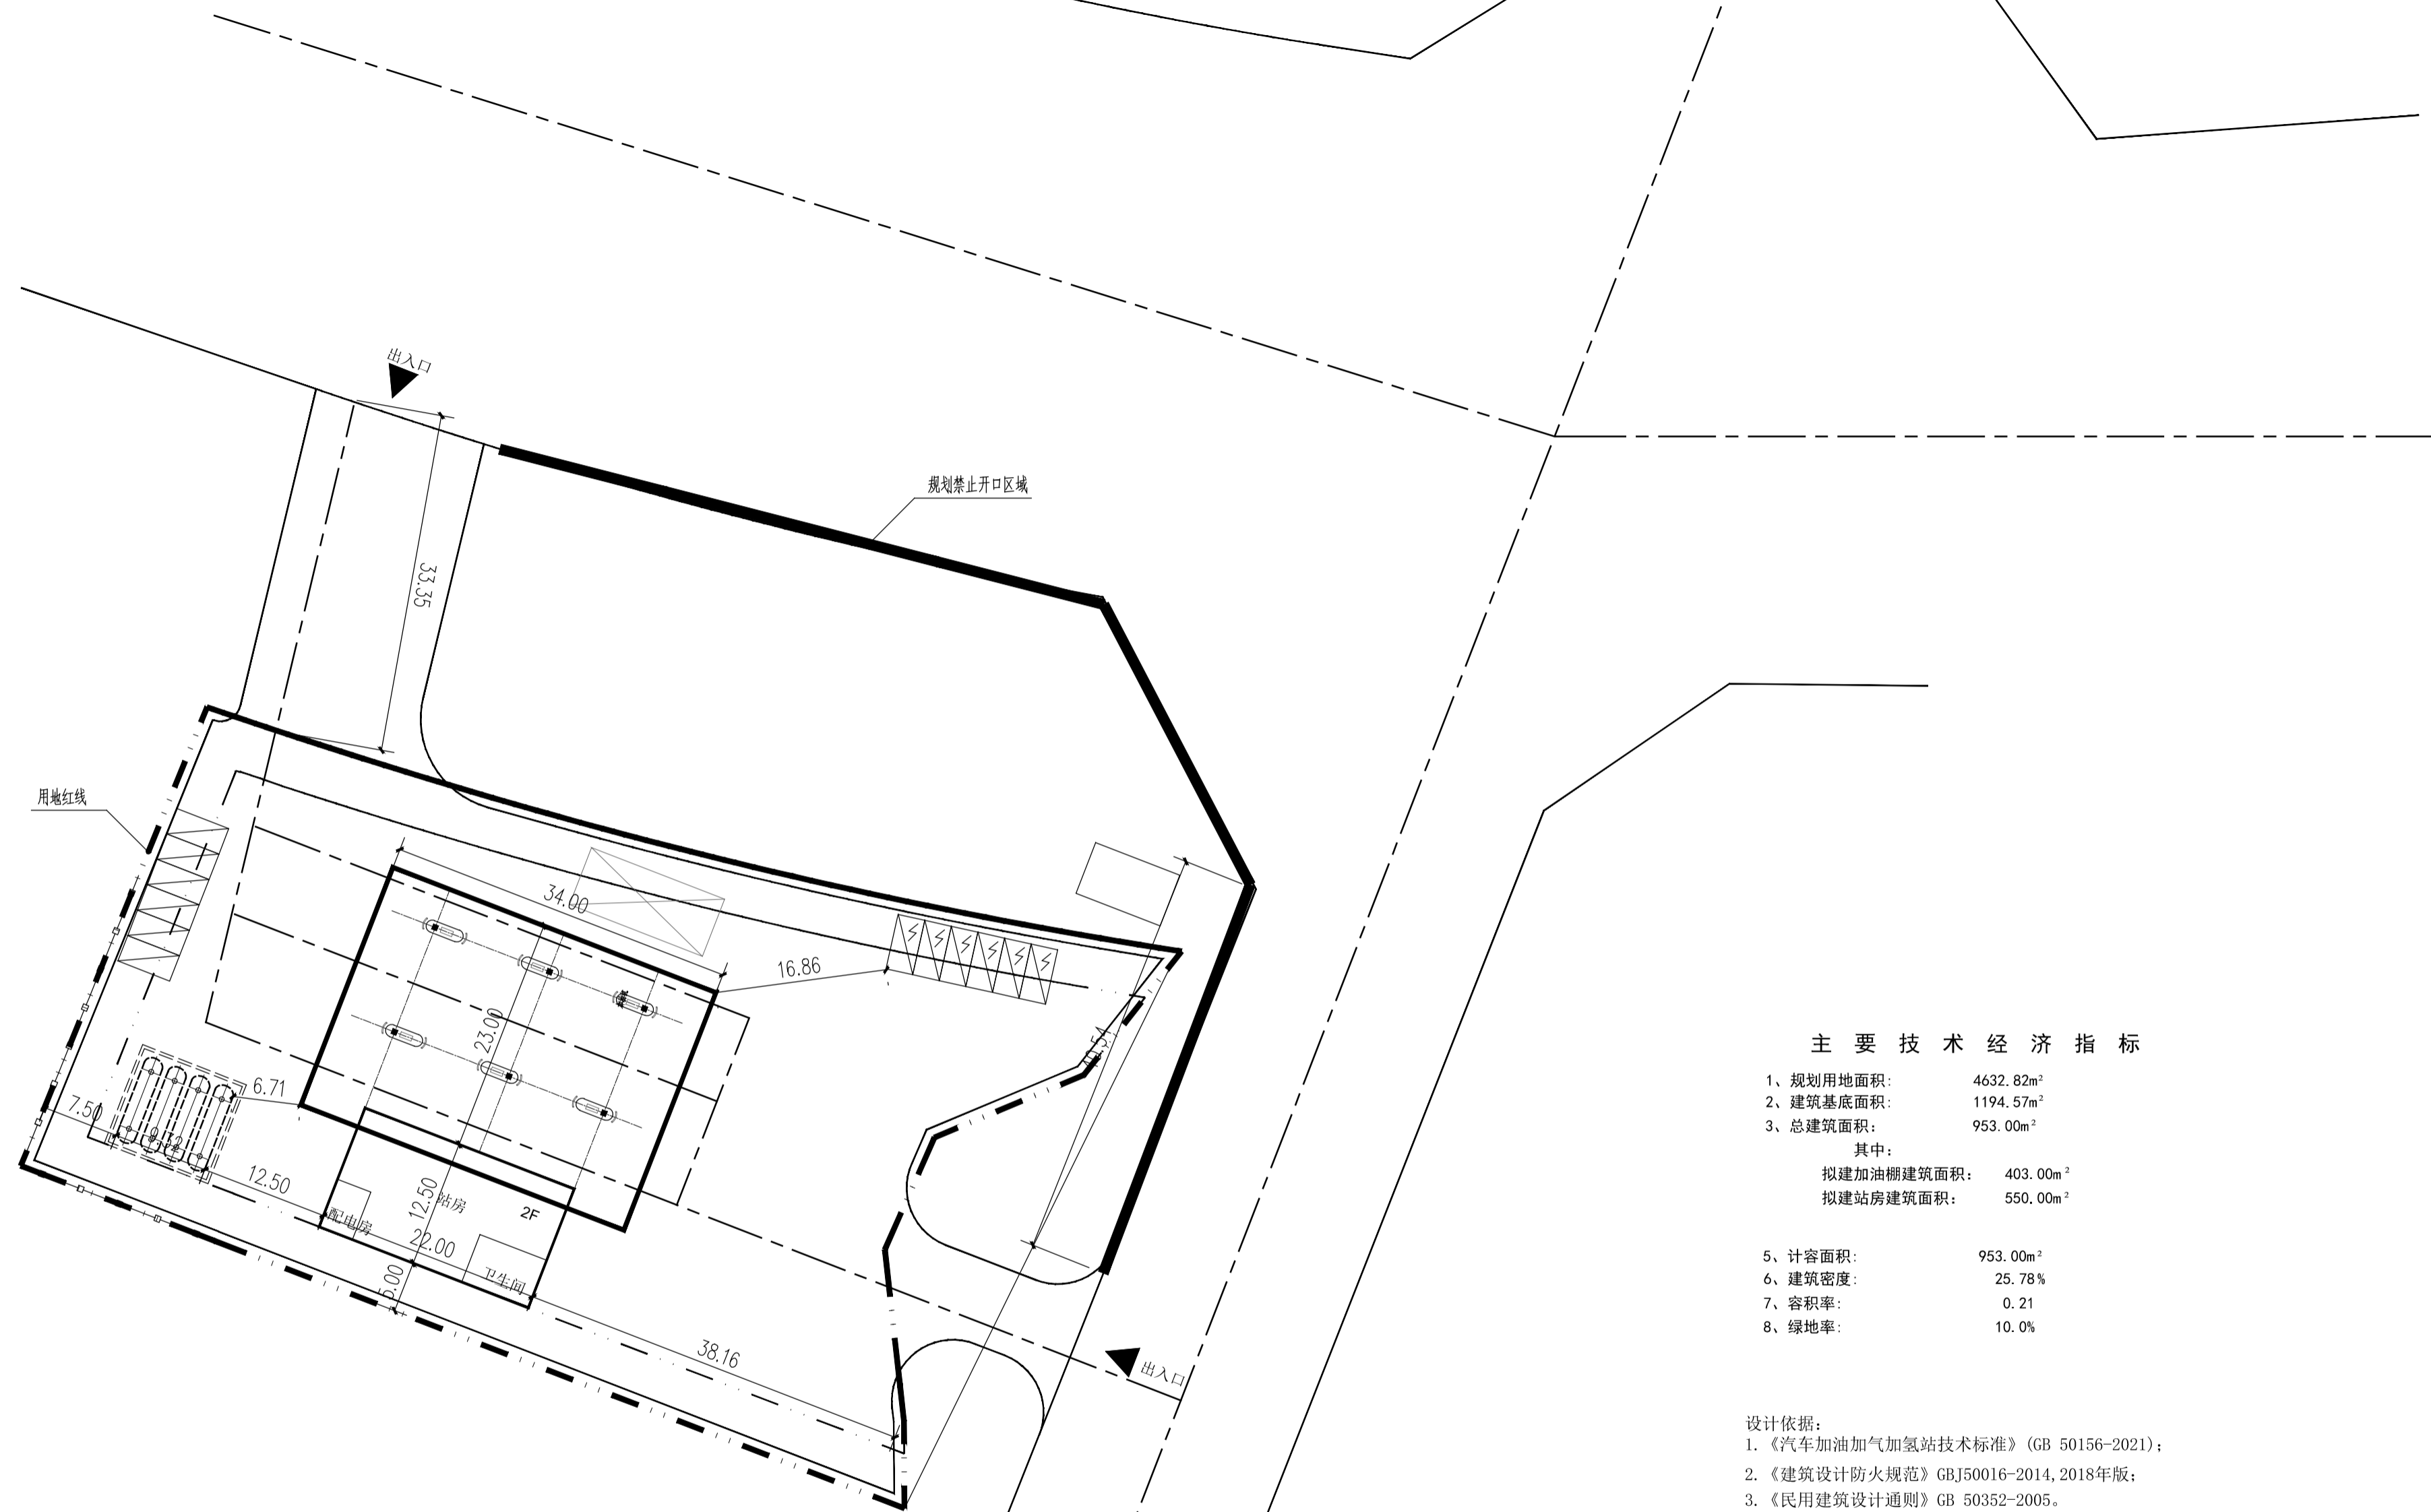 出入口
规划禁止开口区域
33.35
用地红线
34.00
16.86
23.00
6.71
7.50
9.32
12.50
12.50
站房
2F
配电房
22.00
卫生间
5.00
38.16
出入口
主要技术经济指标
1、规划用地面积: 4632.82m²
2、建筑基底面积: 1194.57m²
3、总建筑面积: 953.00m²
其中:
拟建加油棚建筑面积: 403.00m²
拟建站房建筑面积: 550.00m²
5、计容面积: 953.00m²
6、建筑密度: 25.78%
7、容积率: 0.21
8、绿地率: 10.0%
设计依据:
1.《汽车加油加气加氢站技术标准》(GB 50156-2021);
2.《建筑设计防火规范》GBJ50016-2014,2018年版;
3.《民用建筑设计通则》GB 50352-2005。